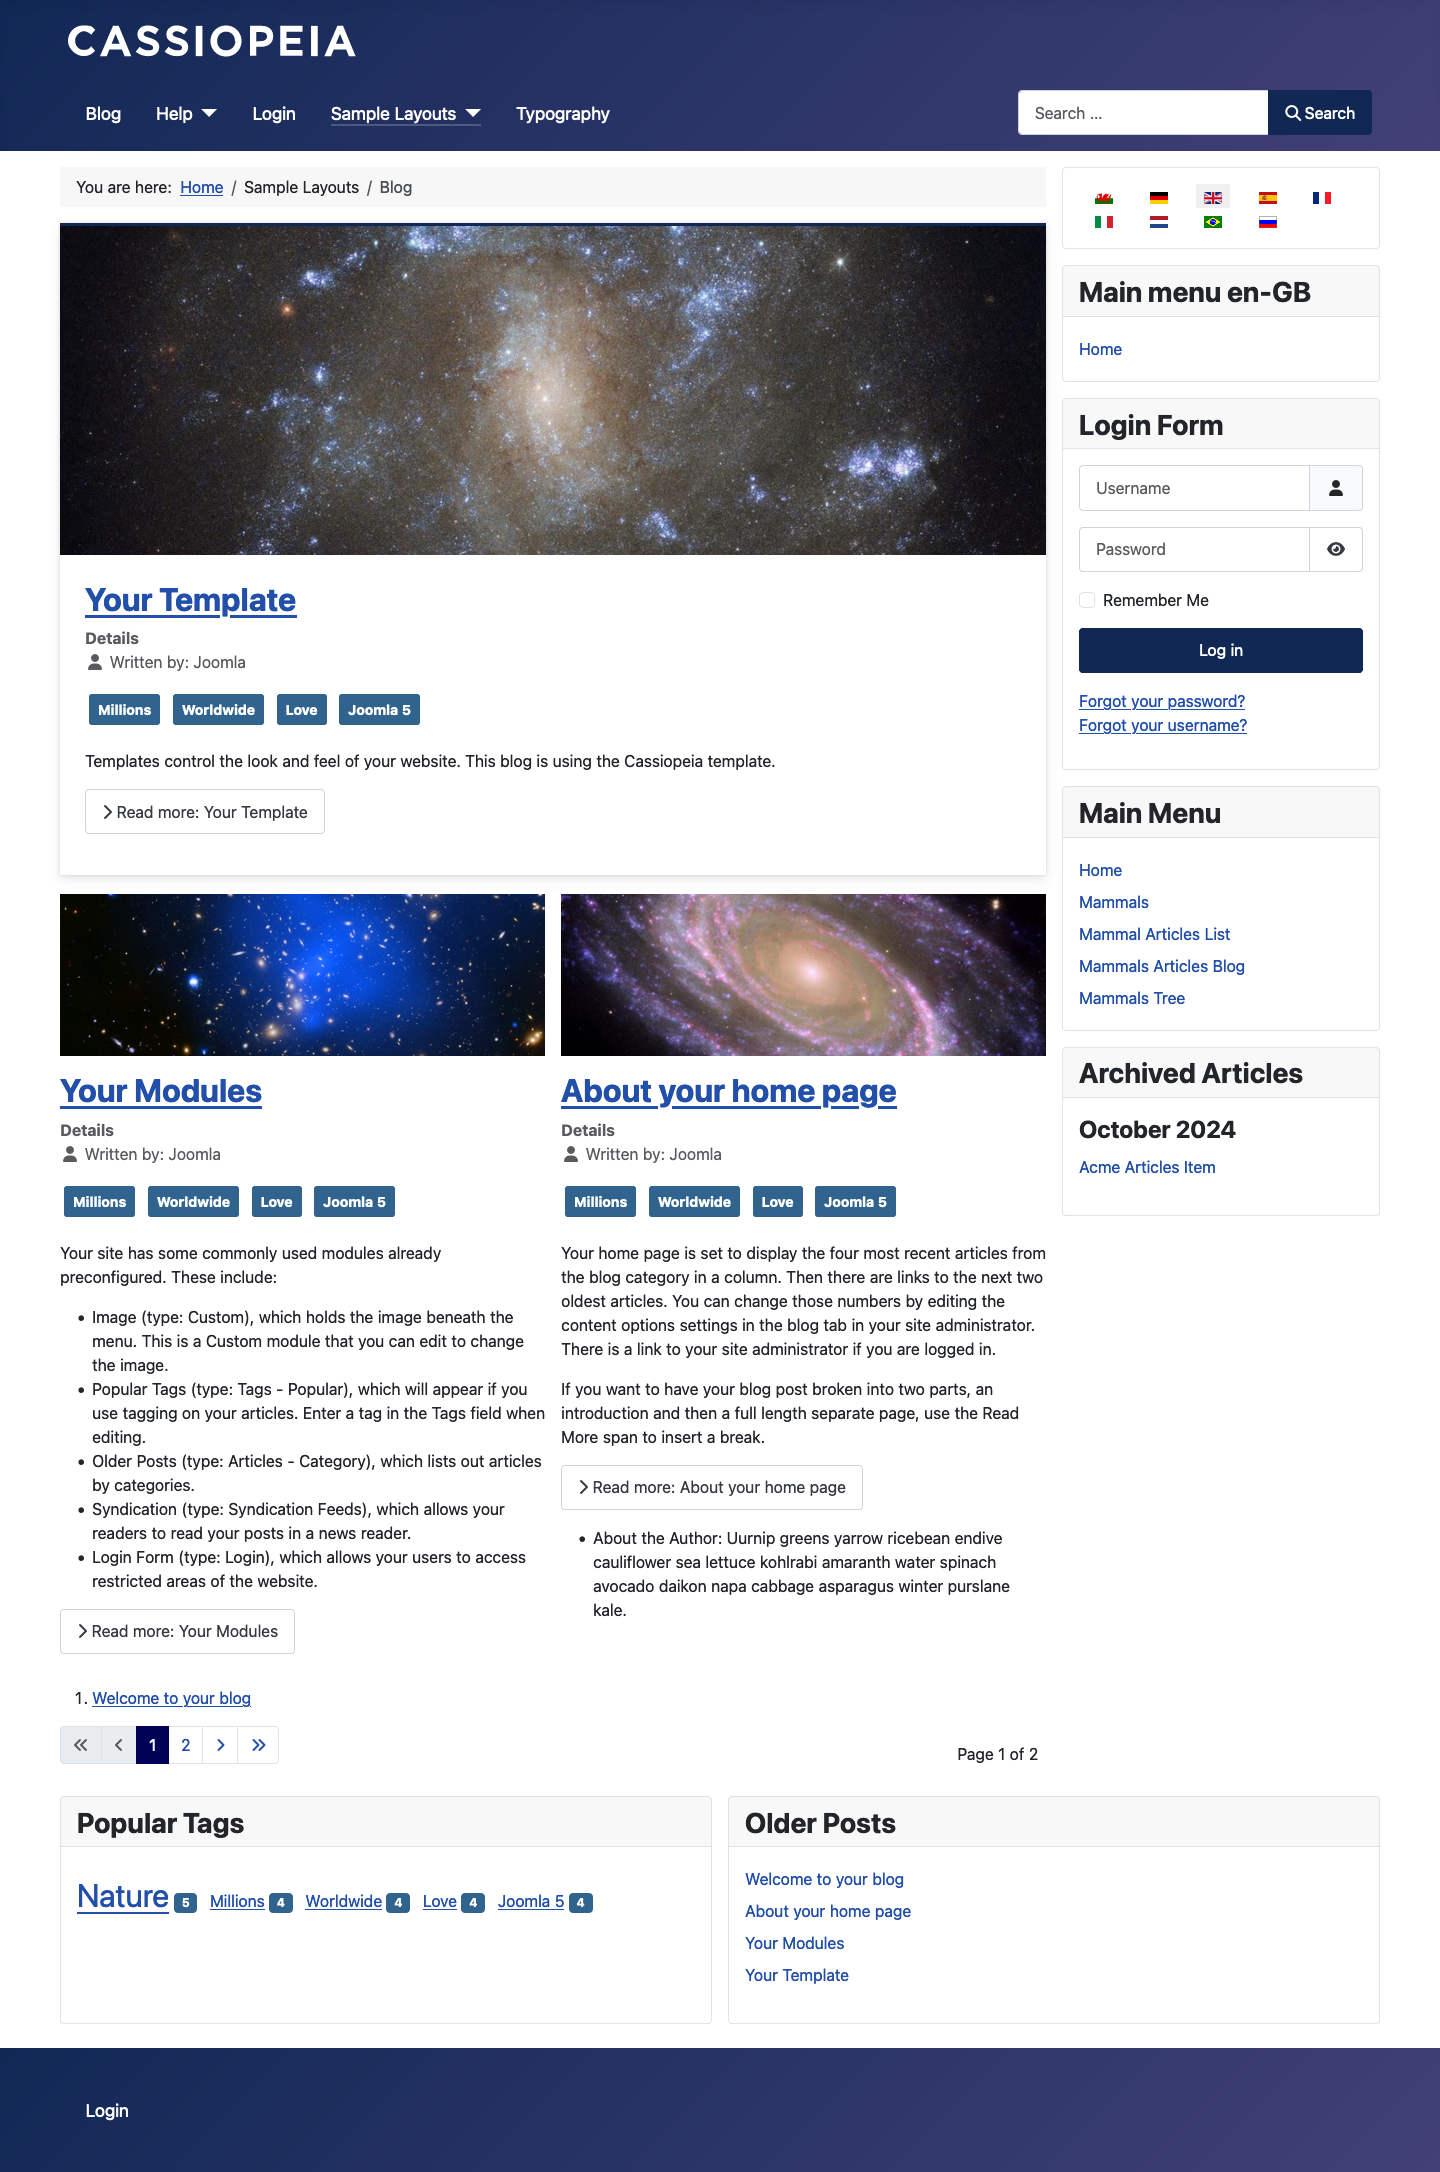 CASSIOPEIA
Blog
Help
Login
Sample Layouts
Typography
Search ...
Search
You are here: Home / Sample Layouts / Blog
Your Template
Details
Written by: Joomla
Millions Worldwide Love Joomla 5
Templates control the look and feel of your website. This blog is using the Cassiopeia template.
Read more: Your Template
Your Modules
Details
Written by: Joomla
Millions Worldwide Love Joomla 5
Your site has some commonly used modules already
preconfigured. These include:
• Image (type: Custom), which holds the image beneath the
menu. This is a Custom module that you can edit to change
the image.
• Popular Tags (type: Tags - Popular), which will appear if you
use tagging on your articles. Enter a tag in the Tags field when
editing.
• Older Posts (type: Articles - Category), which lists out articles
by categories.
• Syndication (type: Syndication Feeds), which allows your
readers to read your posts in a news reader.
• Login Form (type: Login), which allows your users to access
restricted areas of the website.
Read more: Your Modules
About your home page
Details
Written by: Joomla
Millions Worldwide Love Joomla 5
Your home page is set to display the four most recent articles from
the blog category in a column. Then there are links to the next two
oldest articles. You can change those numbers by editing the
content options settings in the blog tab in your site administrator.
There is a link to your site administrator if you are logged in.
If you want to have your blog post broken into two parts, an
introduction and then a full length separate page, use the Read
More span to insert a break.
Read more: About your home page
• About the Author: Uurnip greens yarrow ricebean endive
cauliflower sea lettuce kohlrabi amaranth water spinach
avocado daikon napa cabbage asparagus winter purslane
kale.
1. Welcome to your blog
1 2
Page 1 of 2
Main menu en-GB
Home
Login Form
Username
Password
Remember Me
Log in
Forgot your password?
Forgot your username?
Main Menu
Home
Mammals
Mammal Articles List
Mammals Articles Blog
Mammals Tree
Archived Articles
October 2024
Acme Articles Item
Popular Tags
Nature 5 Millions 4 Worldwide 4 Love 4 Joomla 5 4
Older Posts
Welcome to your blog
About your home page
Your Modules
Your Template
Login